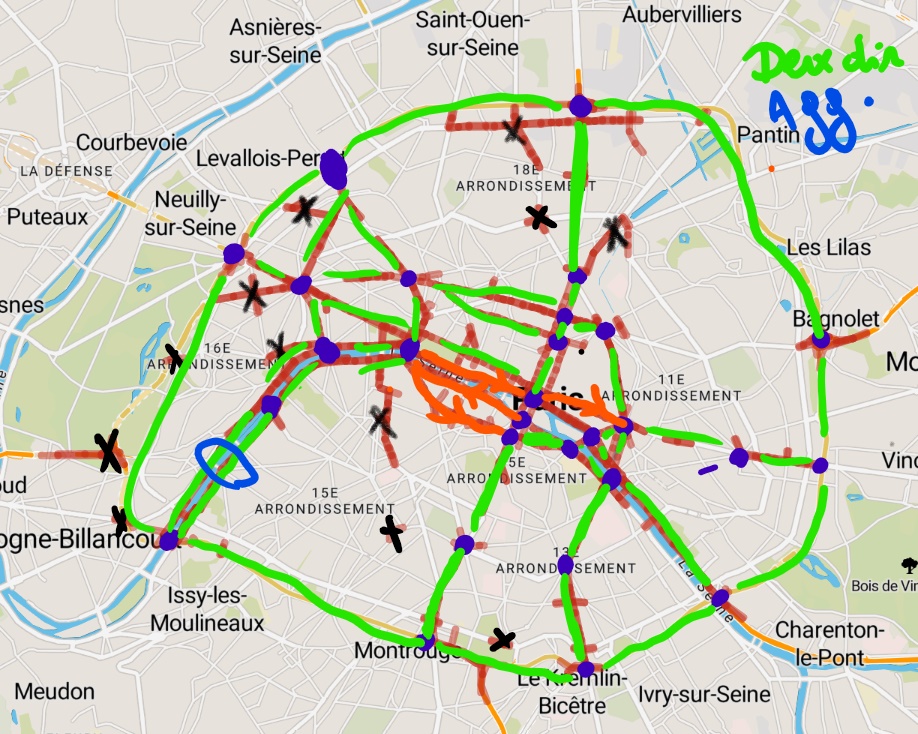 Asnières-
sur-Seine
Saint-Ouen-
sur-Seine
Aubervilliers
Deux dir
Agg.
Courbevoie
LA DÉFENSE
Levallois-Perret
Pantin
18E
ARRONDISSEMENT
Puteaux
Neuilly-
sur-Seine
Les Lilas
snes
Bagnolet
16E
ARRONDISSEMENT
Seine
Mo
11E
ARRONDISSEMENT
Paris
Vinc
5E
ARRONDISSEMENT
oud
15E
ARRONDISSEMENT
ogne-Billancourt
13E
ARRONDISSEMENT
La Seine
Bois de Vin
Issy-les-
Moulineaux
Charenton-
le-Pont
Montrouge
Le Kremlin-
Bicêtre
Ivry-sur-Seine
Meudon